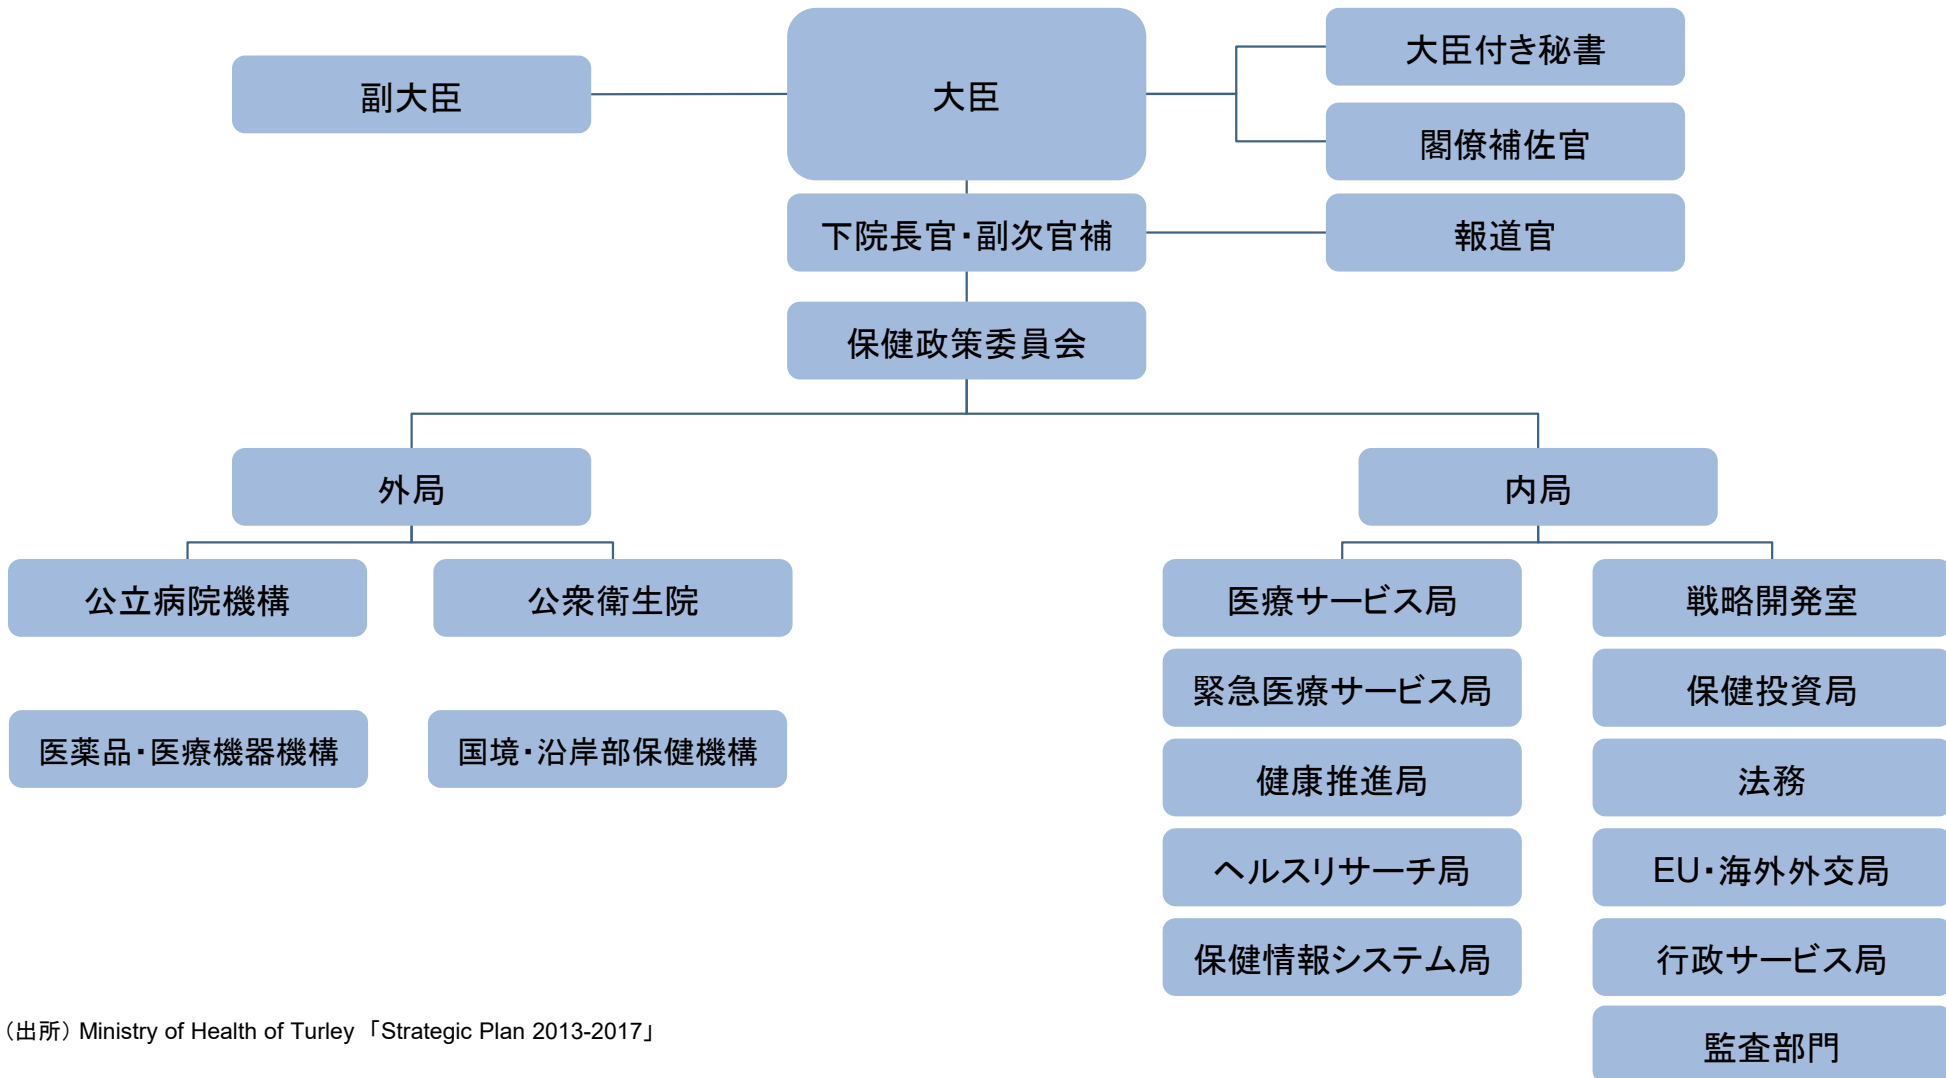 大臣付き秘書
副大臣
大臣
閣僚補佐官
下院長官・副次官補
報道官
保健政策委員会
外局
内局
公立病院機構
公衆衛生院
医療サービス局
戦略開発室
緊急医療サービス局
保健投資局
医薬品・医療機器機構
国境・沿岸部保健機構
健康推進局
法務
ヘルスリサーチ局
EU・海外外交局
保健情報システム局
行政サービス局
（出所）Ministry of Health of Turley「Strategic Plan 2013-2017」
監査部門